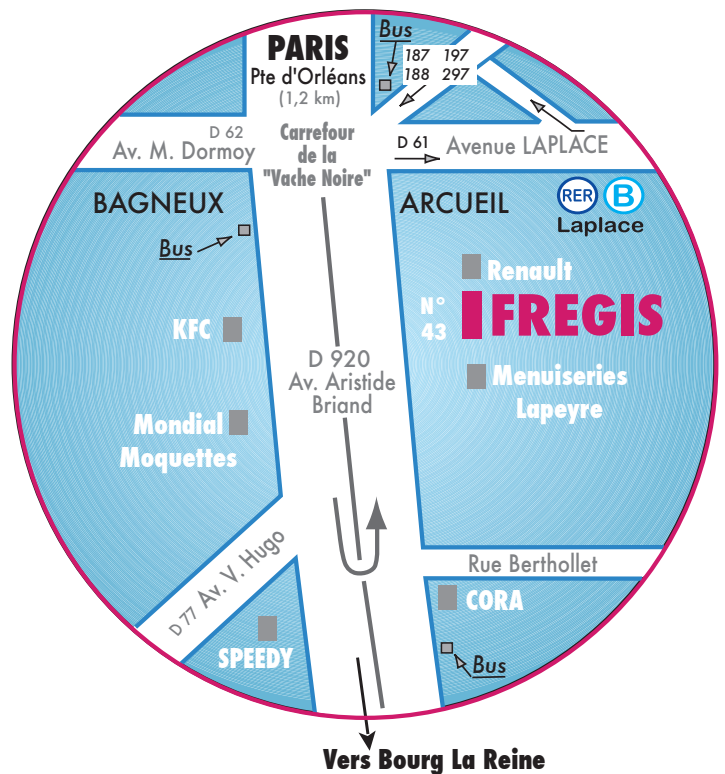 PARIS
Pte d'Orléans
(1,2 km)
Bus
187 197
188 297
D 62
Av. M. Dormoy
Carrefour
de la
"Vache Noire"
D 61 Avenue LAPLACE
BAGNEUX
ARCUEIL
RER B
Laplace
Bus
Renault
N°
43
FREGIS
KFC
D 920
Av. Aristide
Briand
Menuiseries
Lapeyre
Mondial
Moquettes
D 77 Av. V. Hugo
Rue Berthollet
CORA
SPEEDY
Bus
Vers Bourg La Reine